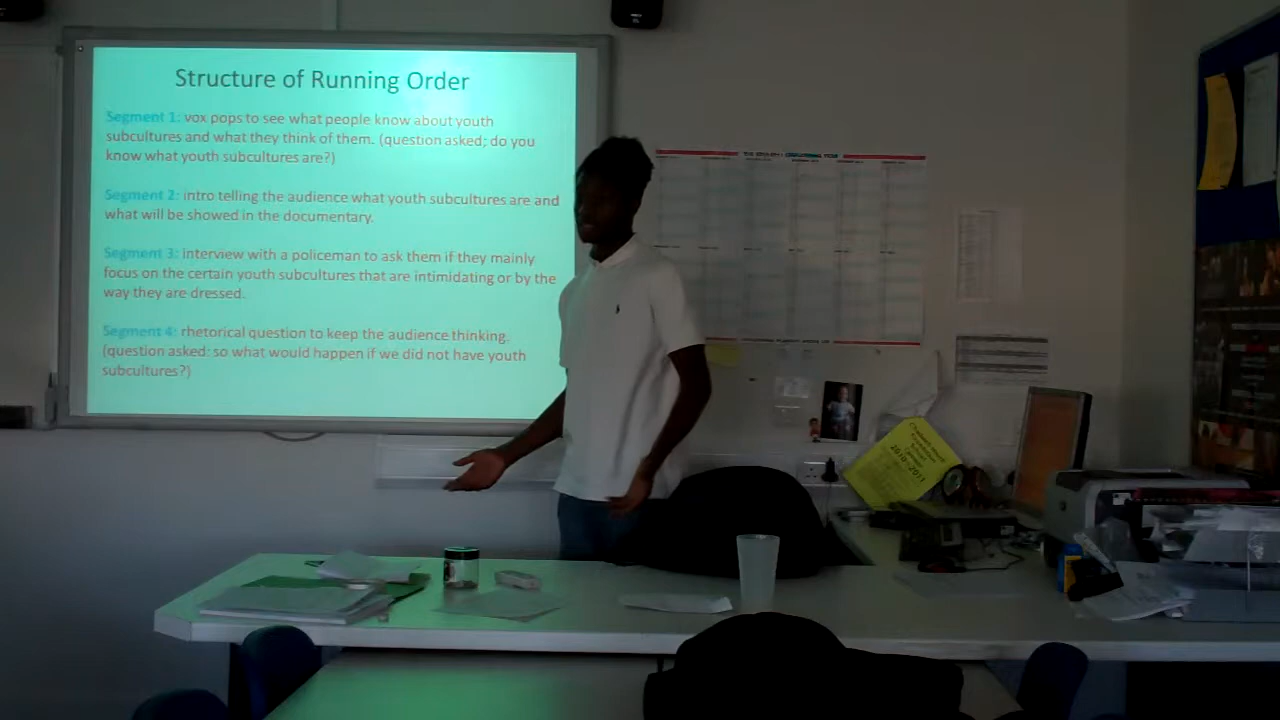 Structure of Running Order
Segment 1: vox pops to see what people know about youth
subcultures and what they think of them. (question asked: do you
know what youth subcultures are?)
Segment 2: intro telling the audience what youth subcultures are and
what will be showed in the documentary.
Segment 3: interview with a policeman to ask them if they mainly
focus on the certain youth subcultures that are intimidating or by the
way they are dressed.
Segment 4: rhetorical question to keep the audience thinking.
(question asked: so what would happen if we did not have youth
subcultures?)
2010-2011